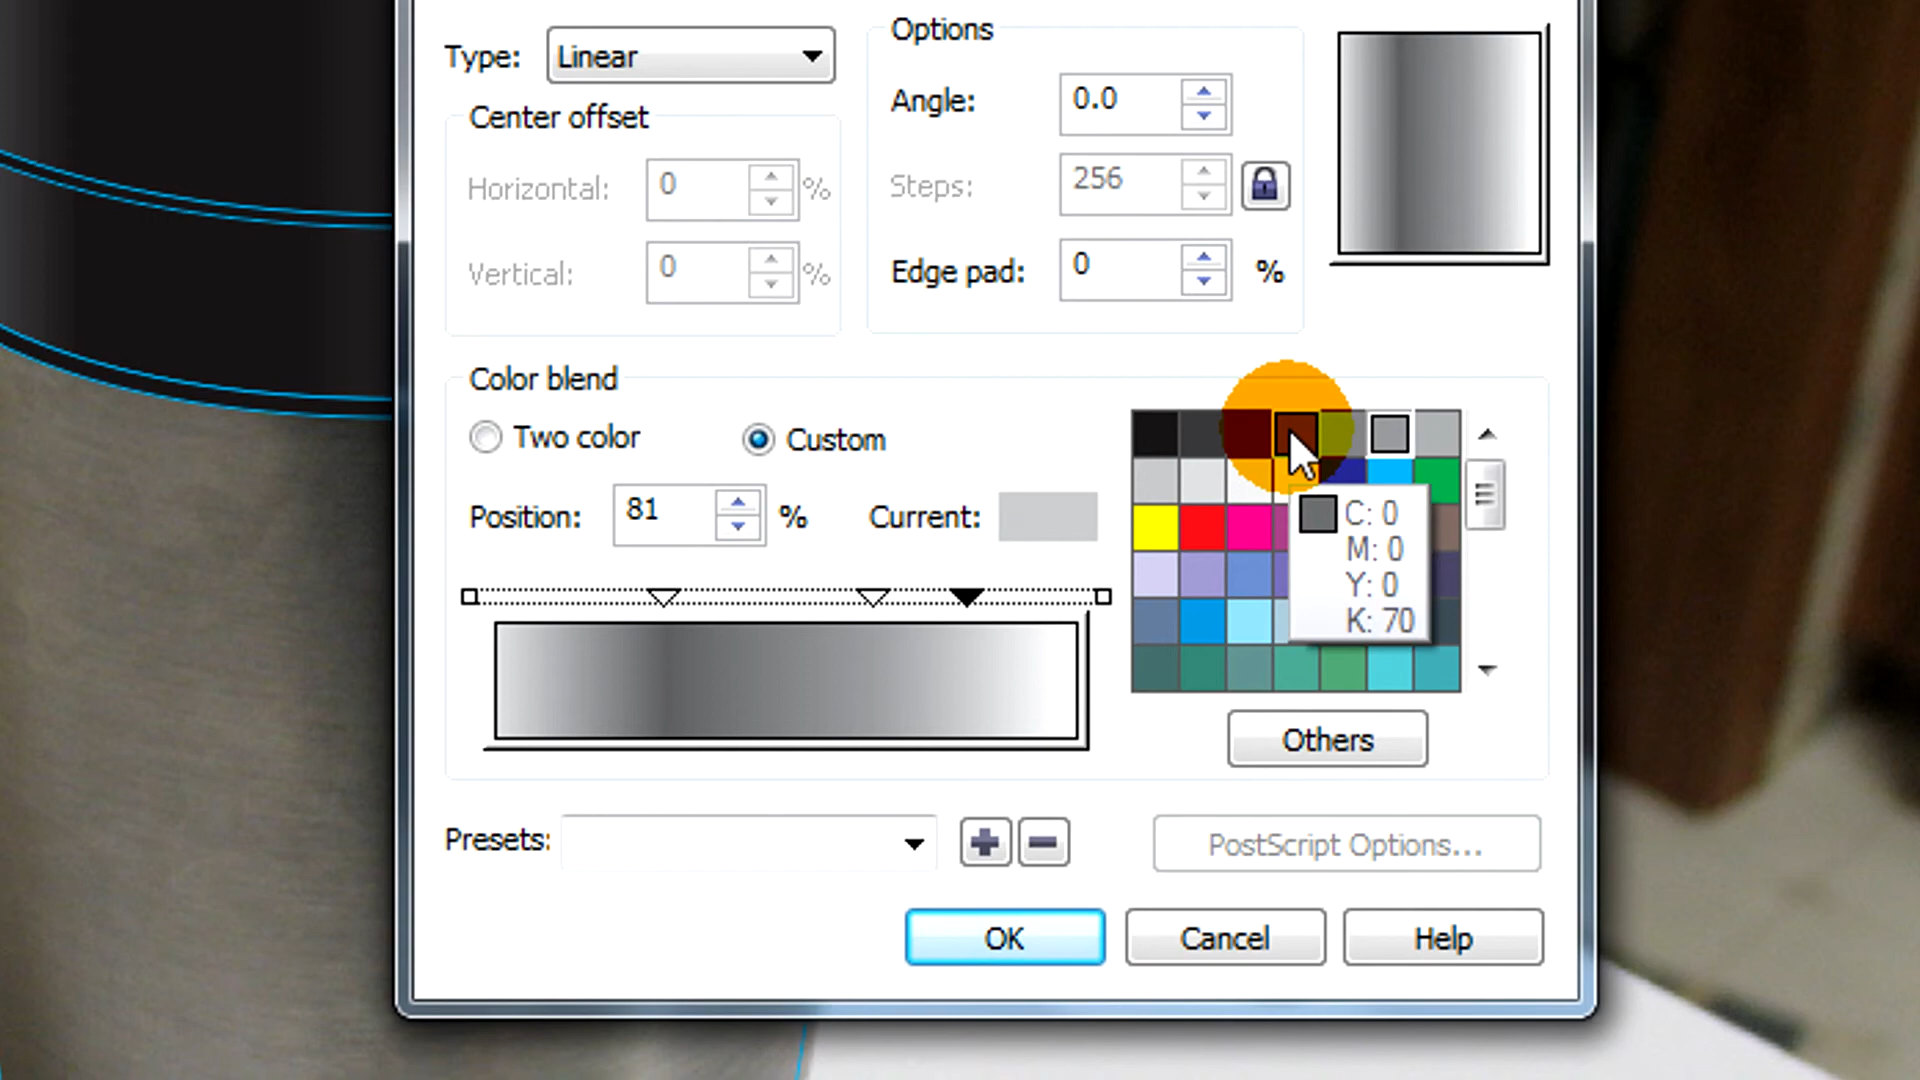 Type: Linear
Options
Angle: 0.0
Center offset
Steps: 256
Horizontal: 0 %
Vertical: 0 %
Edge pad: 0 %
Color blend
Two color
Custom
Position: 81 %
Current:
C: 0
M: 0
Y: 0
K: 70
Others
Presets:
PostScript Options...
OK
Cancel
Help